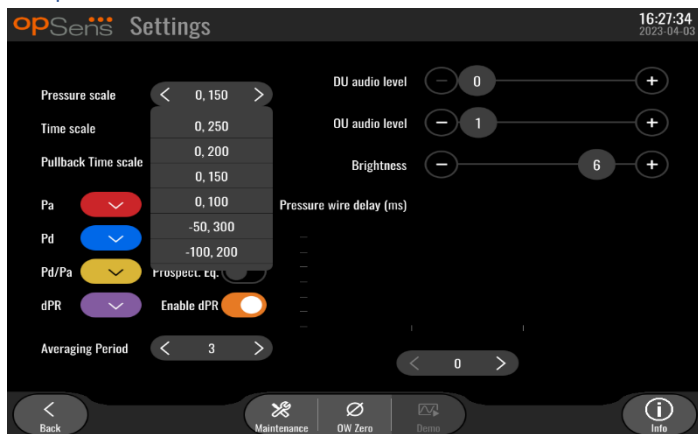 opSens Settings
16:27:34
2023-04-03
Pressure scale
0, 150
Time scale
Pullback Time scale
0, 250
0, 200
0, 150
0, 100
-50, 300
-100, 200
Pa
Pd
Pd/Pa
Prospect. Eq.
dPR
Enable dPR
Averaging Period
3
DU audio level
0
OU audio level
1
Brightness
6
Pressure wire delay (ms)
0
Back
Maintenance
OW Zero
Demo
Info